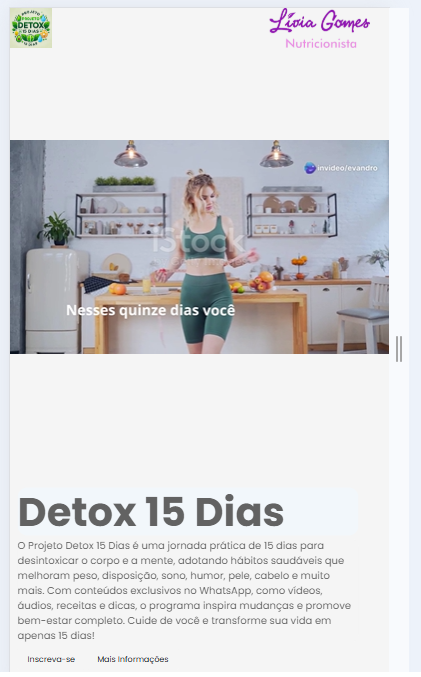 PROJETO
DETOX
15 DIAS
Lívia Gomes
Nutricionista
invideo/evandro
iStock
Nesses quinze dias você
Detox 15 Dias
O Projeto Detox 15 Dias é uma jornada prática de 15 dias para
desintoxicar o corpo e a mente, adotando hábitos saudáveis que
melhoram peso, disposição, sono, humor, pele, cabelo e muito
mais. Com conteúdos exclusivos no WhatsApp, como vídeos,
áudios, receitas e dicas, o programa inspira mudanças e promove
bem-estar completo. Cuide de você e transforme sua vida em
apenas 15 dias!
Inscreva-se Mais Informações